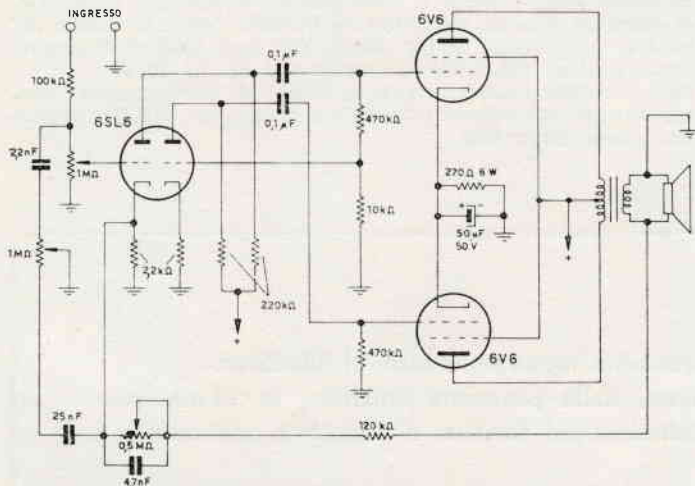 INGRESSO
6V6
100kΩ
0,1µF
6SL6
0,1µF
470kΩ
2,2nF
1MΩ
270Ω 6W
10kΩ
+ -
50µF
50V
1MΩ
2,2kΩ
220kΩ
+
+
470kΩ
6V6
25nF
0,5MΩ
120kΩ
4,7nF